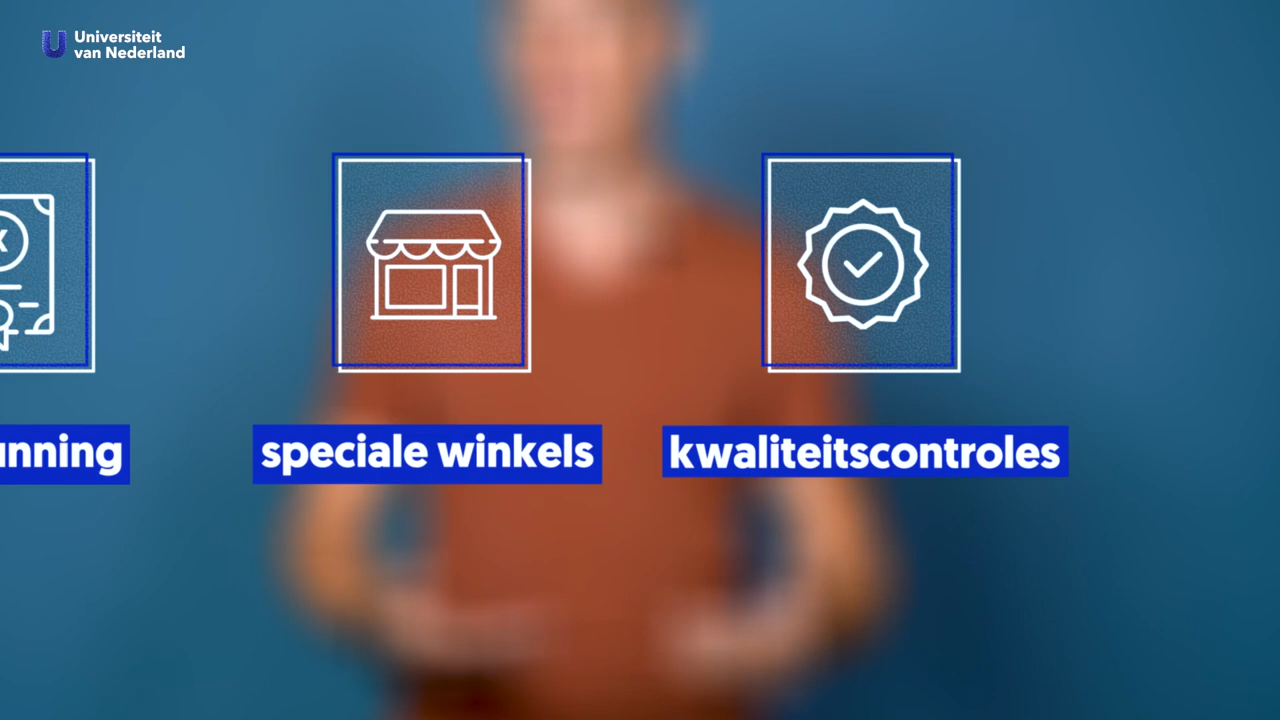 Universiteit
van Nederland
speciale winkels
kwaliteitscontroles